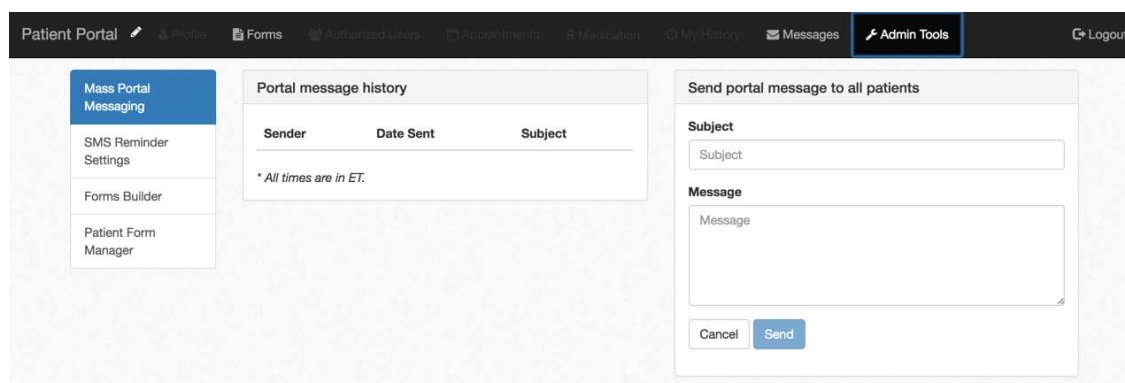 Patient Portal Profile Forms Authorized Users Appointments Medication My History Messages Admin Tools Logout
Mass Portal
Messaging
SMS Reminder
Settings
Forms Builder
Patient Form
Manager
Portal message history
Sender Date Sent Subject
* All times are in ET.
Send portal message to all patients
Subject
Subject
Message
Message
Cancel Send